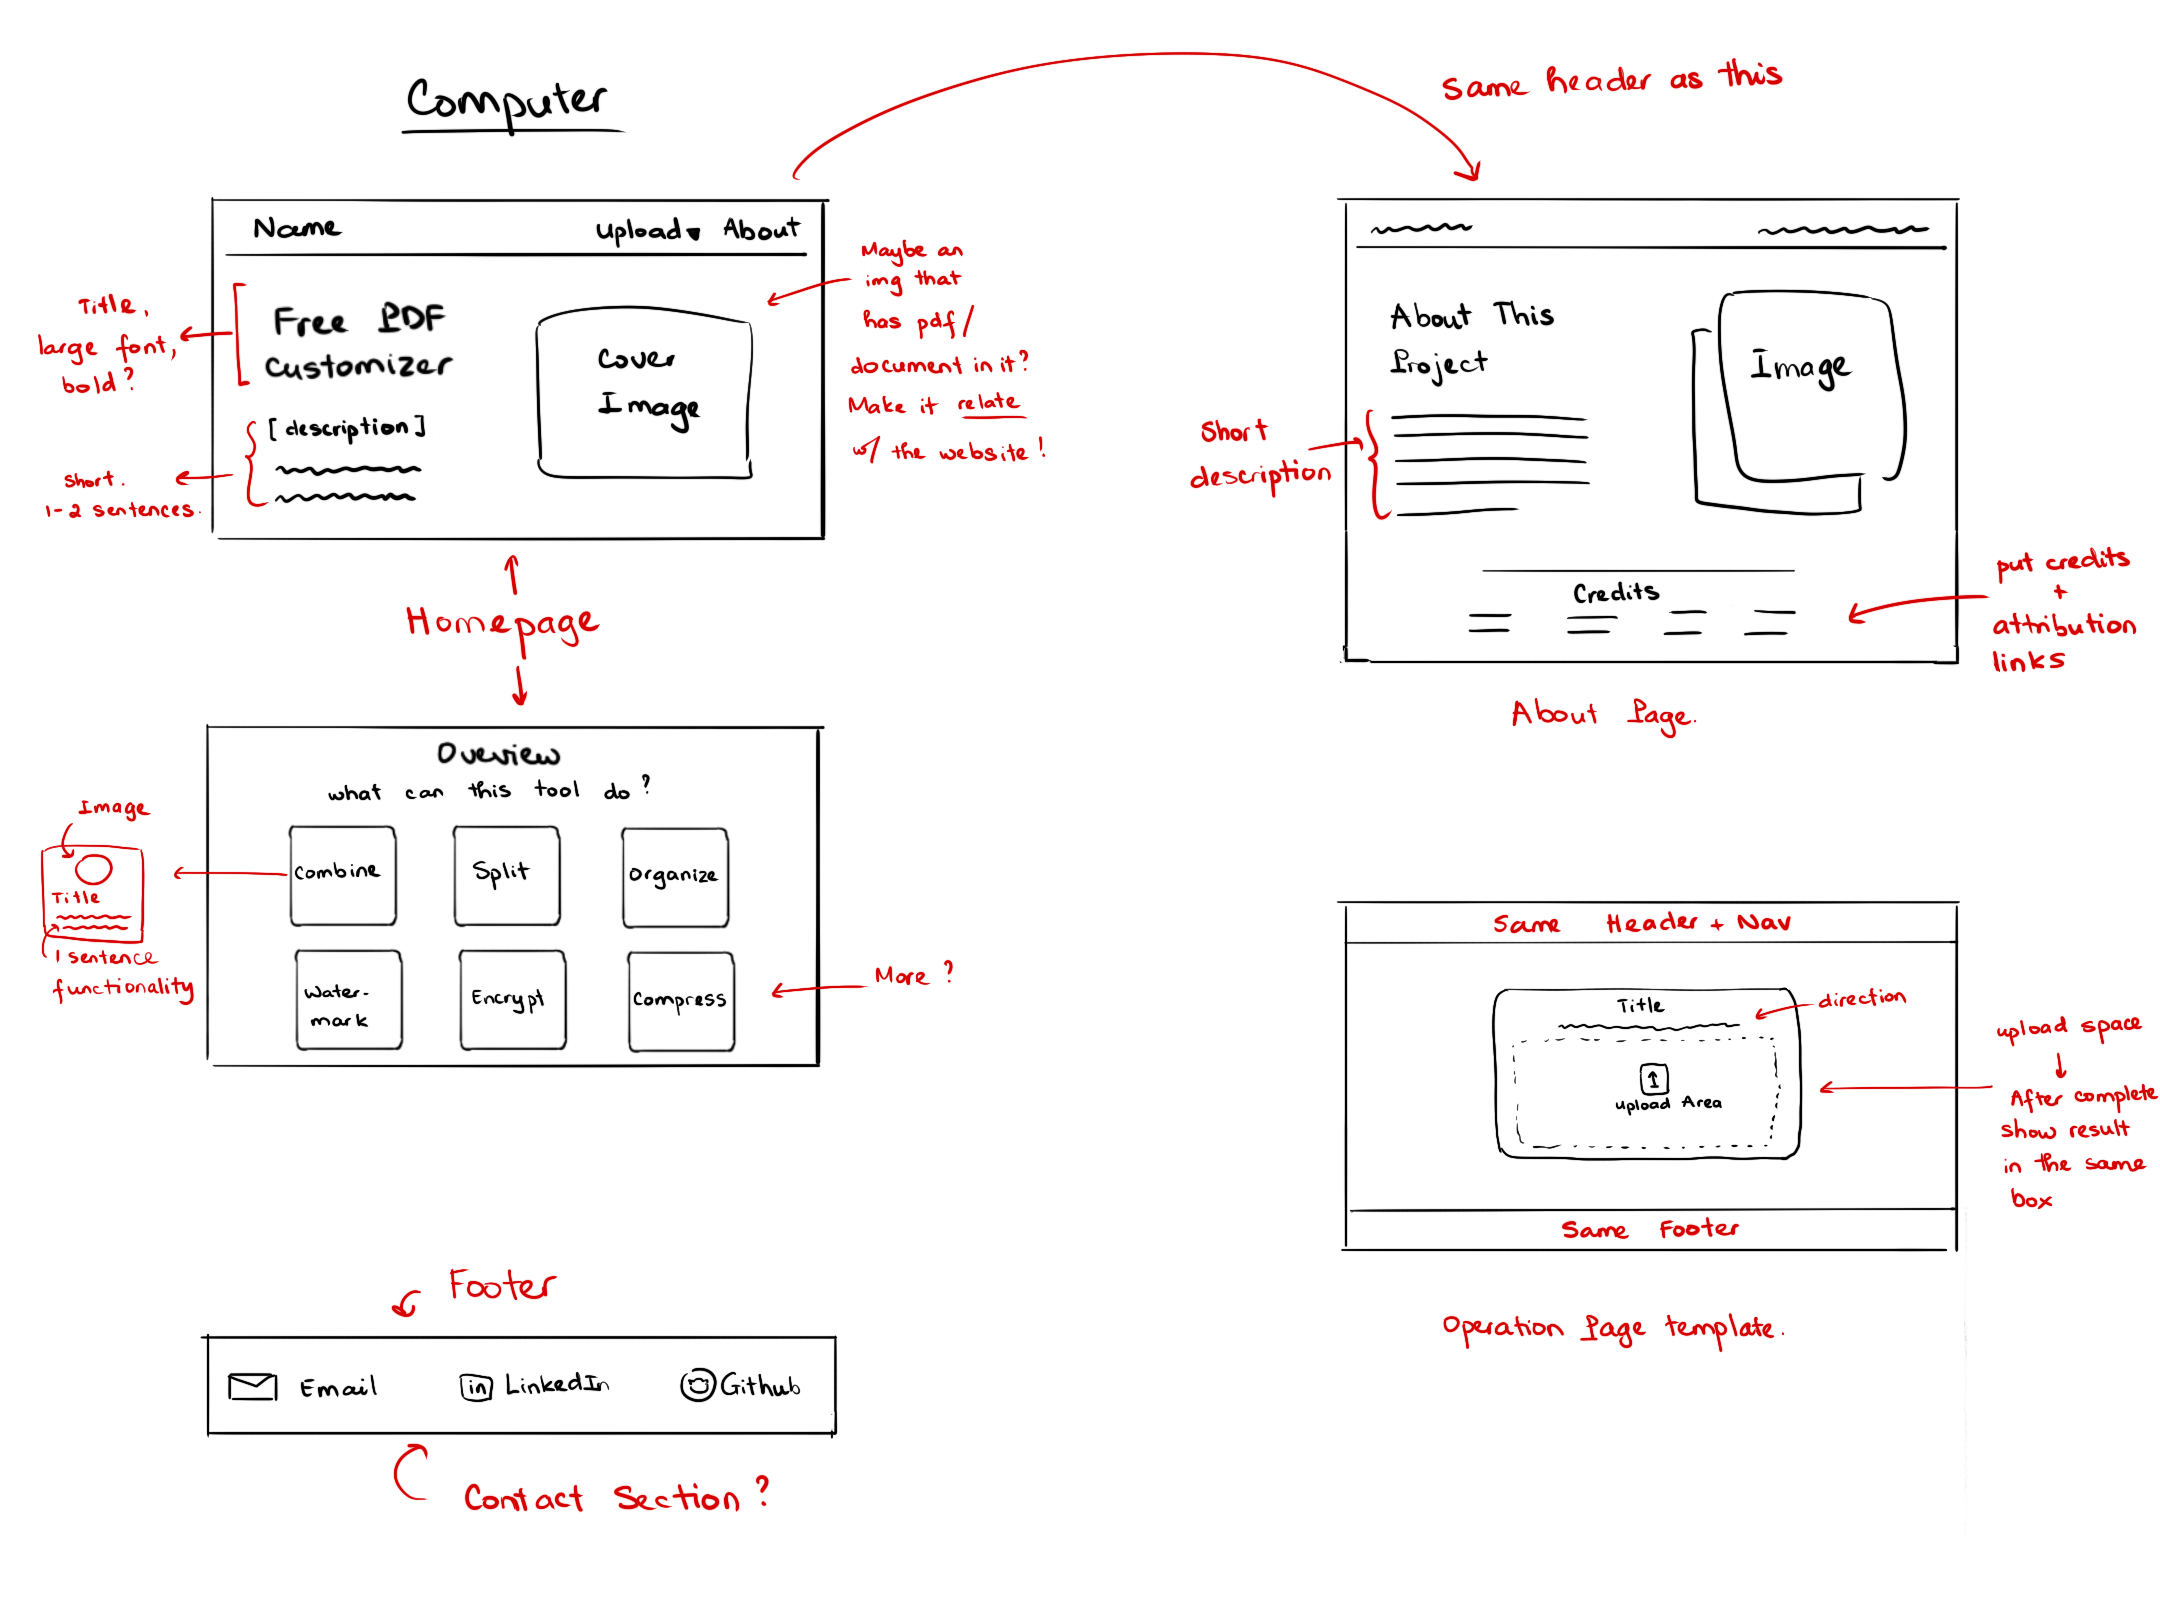 Computer
Same header as this
Name
Upload▾ About
Title,
large font,
bold?
Free PDF
Customizer
[description]
Short.
1-2 sentences.
Cover
Image
Maybe an
img that
has pdf/
document in it?
Make it relate
w/ the website!
Homepage
Overview
what can this tool do?
Combine
Split
Organize
Water-
mark
Encrypt
Compress
Image
Title
1 sentence
functionality
More?
Footer
Email
in LinkedIn
Github
Contact Section?
About This
Project
Image
Short
description
Credits
put credits
+
attribution
links
About Page.
Same Header + Nav
Title
direction
Upload Area
upload space
After complete
show result
in the same
box
Same Footer
Operation Page template.